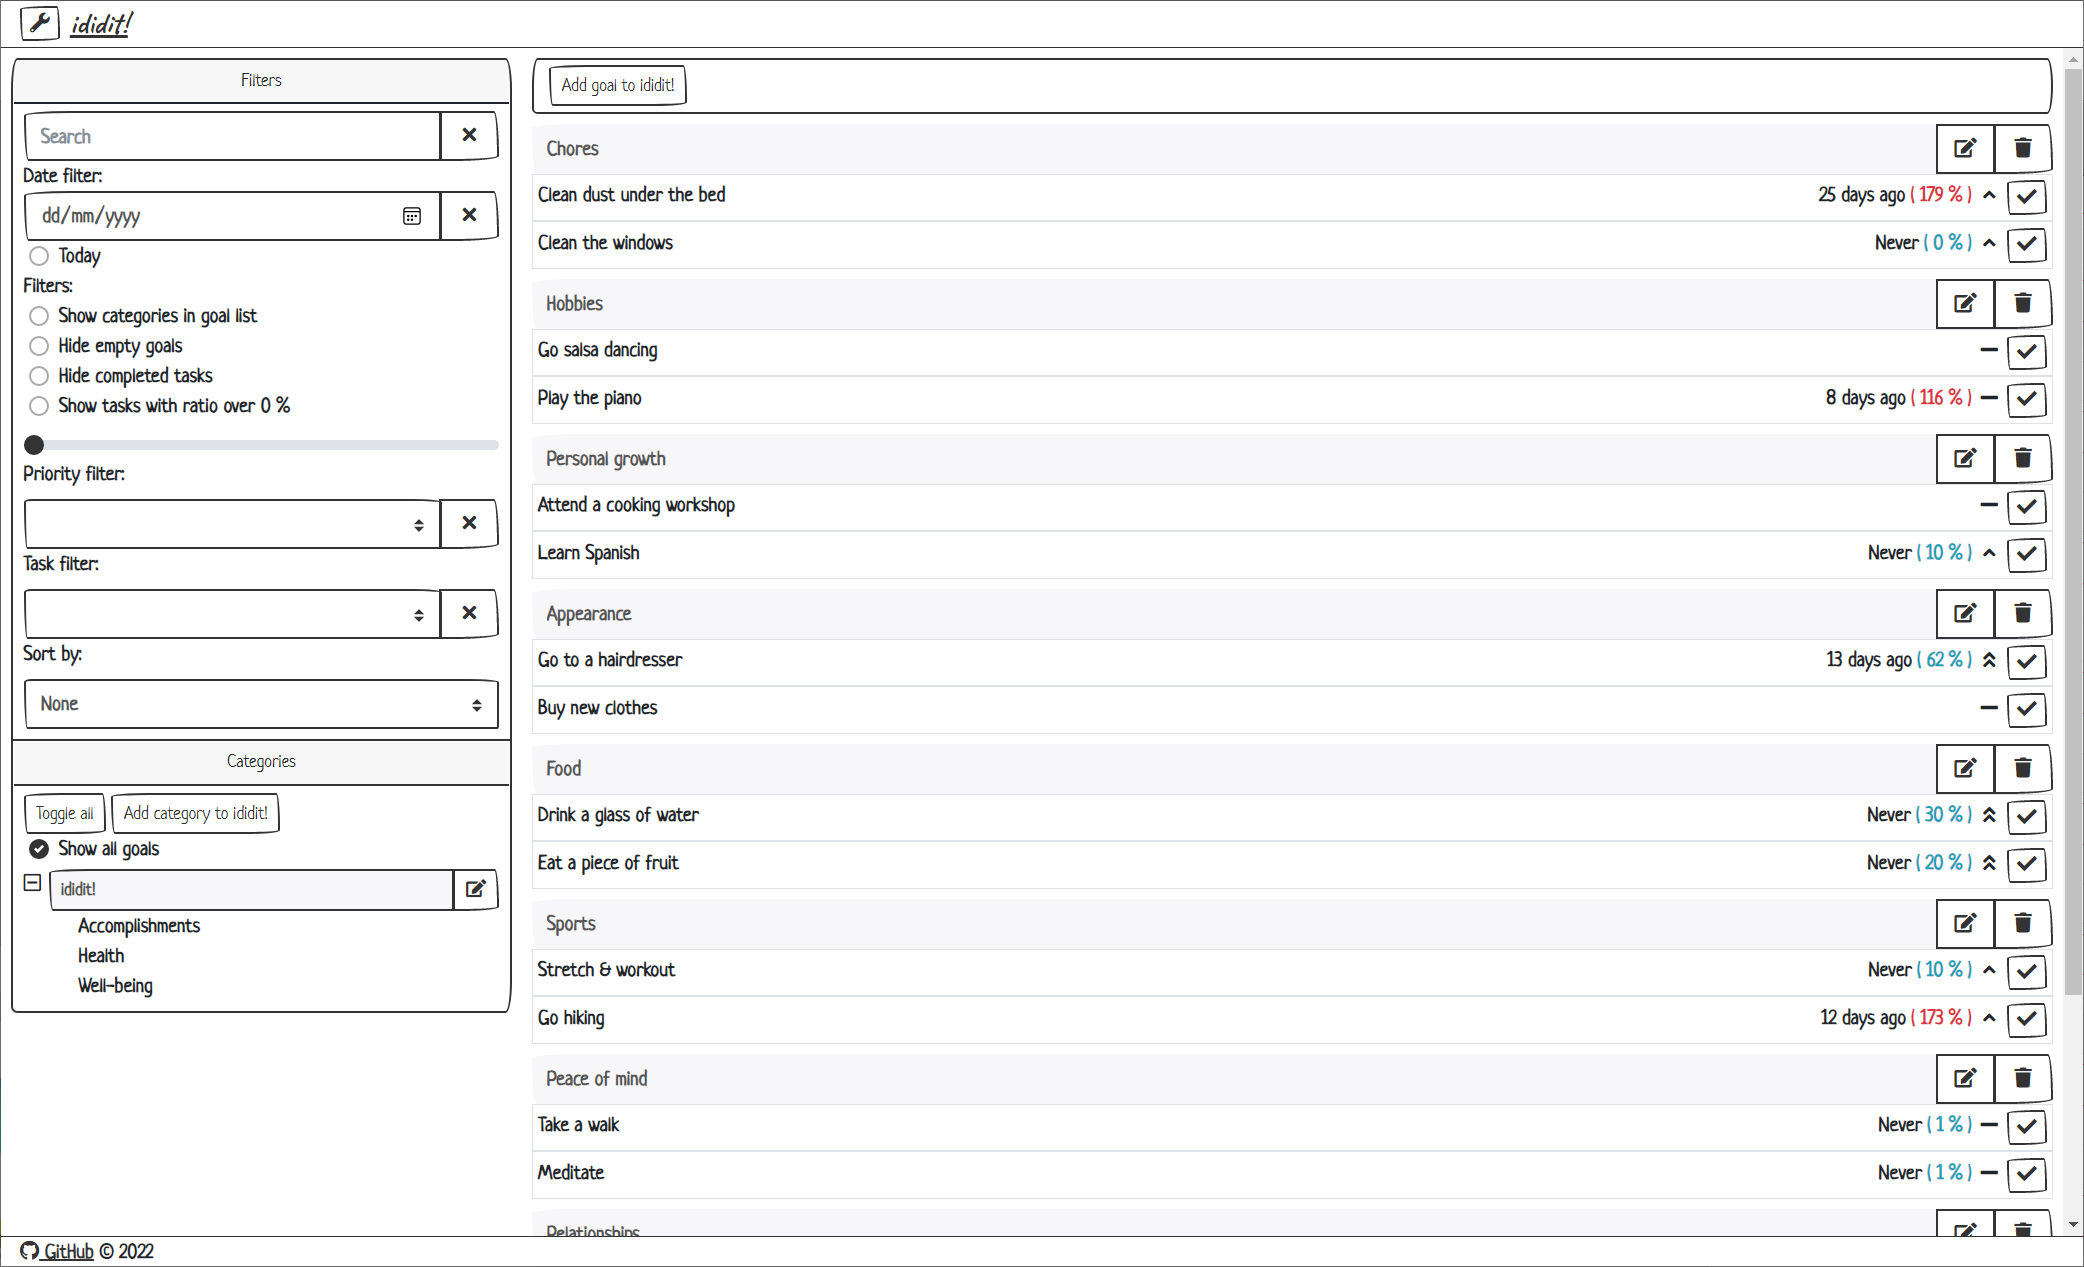 ididit!
Filters
Search
Date filter:
dd/mm/yyyy
Today
Filters:
Show categories in goal list
Hide empty goals
Hide completed tasks
Show tasks with ratio over 0 %
Priority filter:
Task filter:
Sort by:
None
Categories
Toggle all
Add category to ididit!
Show all goals
ididit!
Accomplishments
Health
Well-being
Add goal to ididit!
Chores
Clean dust under the bed 25 days ago ( 179 % )
Clean the windows Never ( 0 % )
Hobbies
Go salsa dancing
Play the piano 8 days ago ( 116 % )
Personal growth
Attend a cooking workshop
Learn Spanish Never ( 10 % )
Appearance
Go to a hairdresser 13 days ago ( 62 % )
Buy new clothes
Food
Drink a glass of water Never ( 30 % )
Eat a piece of fruit Never ( 20 % )
Sports
Stretch & workout Never ( 10 % )
Go hiking 12 days ago ( 173 % )
Peace of mind
Take a walk Never ( 1 % )
Meditate Never ( 1 % )
Relationships
GitHub © 2022